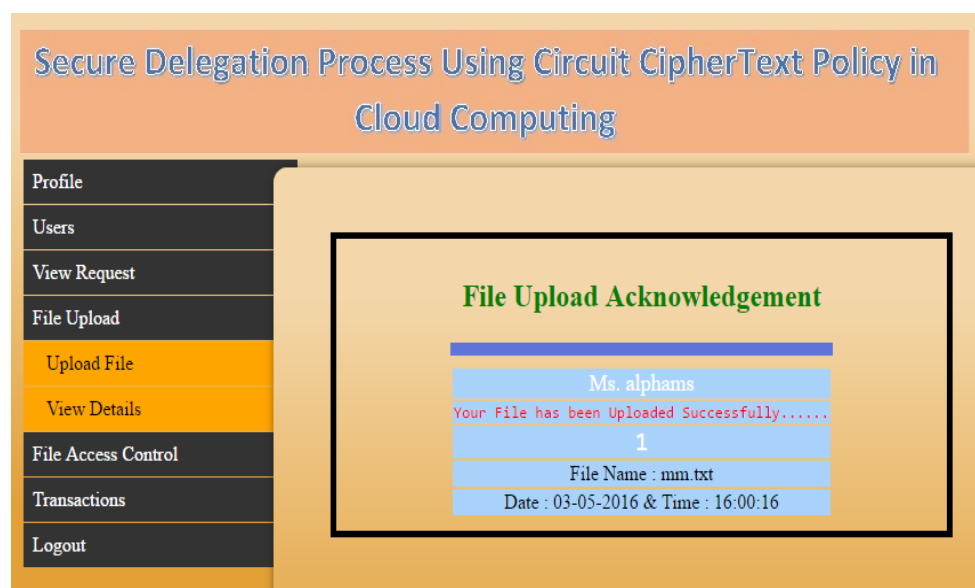 Secure Delegation Process Using Circuit CipherText Policy in
Cloud Computing
Profile
Users
View Request
File Upload
Upload File
View Details
File Access Control
Transactions
Logout
File Upload Acknowledgement
Ms. alphams
Your File has been Uploaded Successfully......
1
File Name : mm.txt
Date : 03-05-2016 & Time : 16:00:16